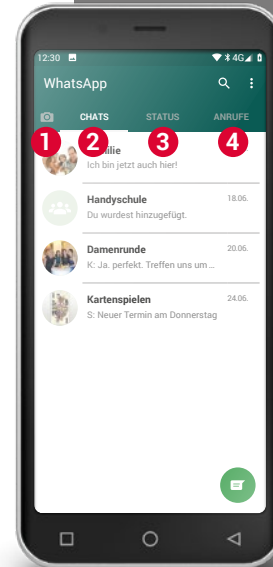 12:30 4G
WhatsApp
CHATS STATUS ANRUFE
1 2 3 4
Ich bin jetzt auch hier!
Handyschule 18.06.
Du wurdest hinzugefügt.
Damenrunde 20.06.
K: Ja. perfekt. Treffen uns um ...
Kartenspielen 24.06.
S: Neuer Termin am Donnerstag